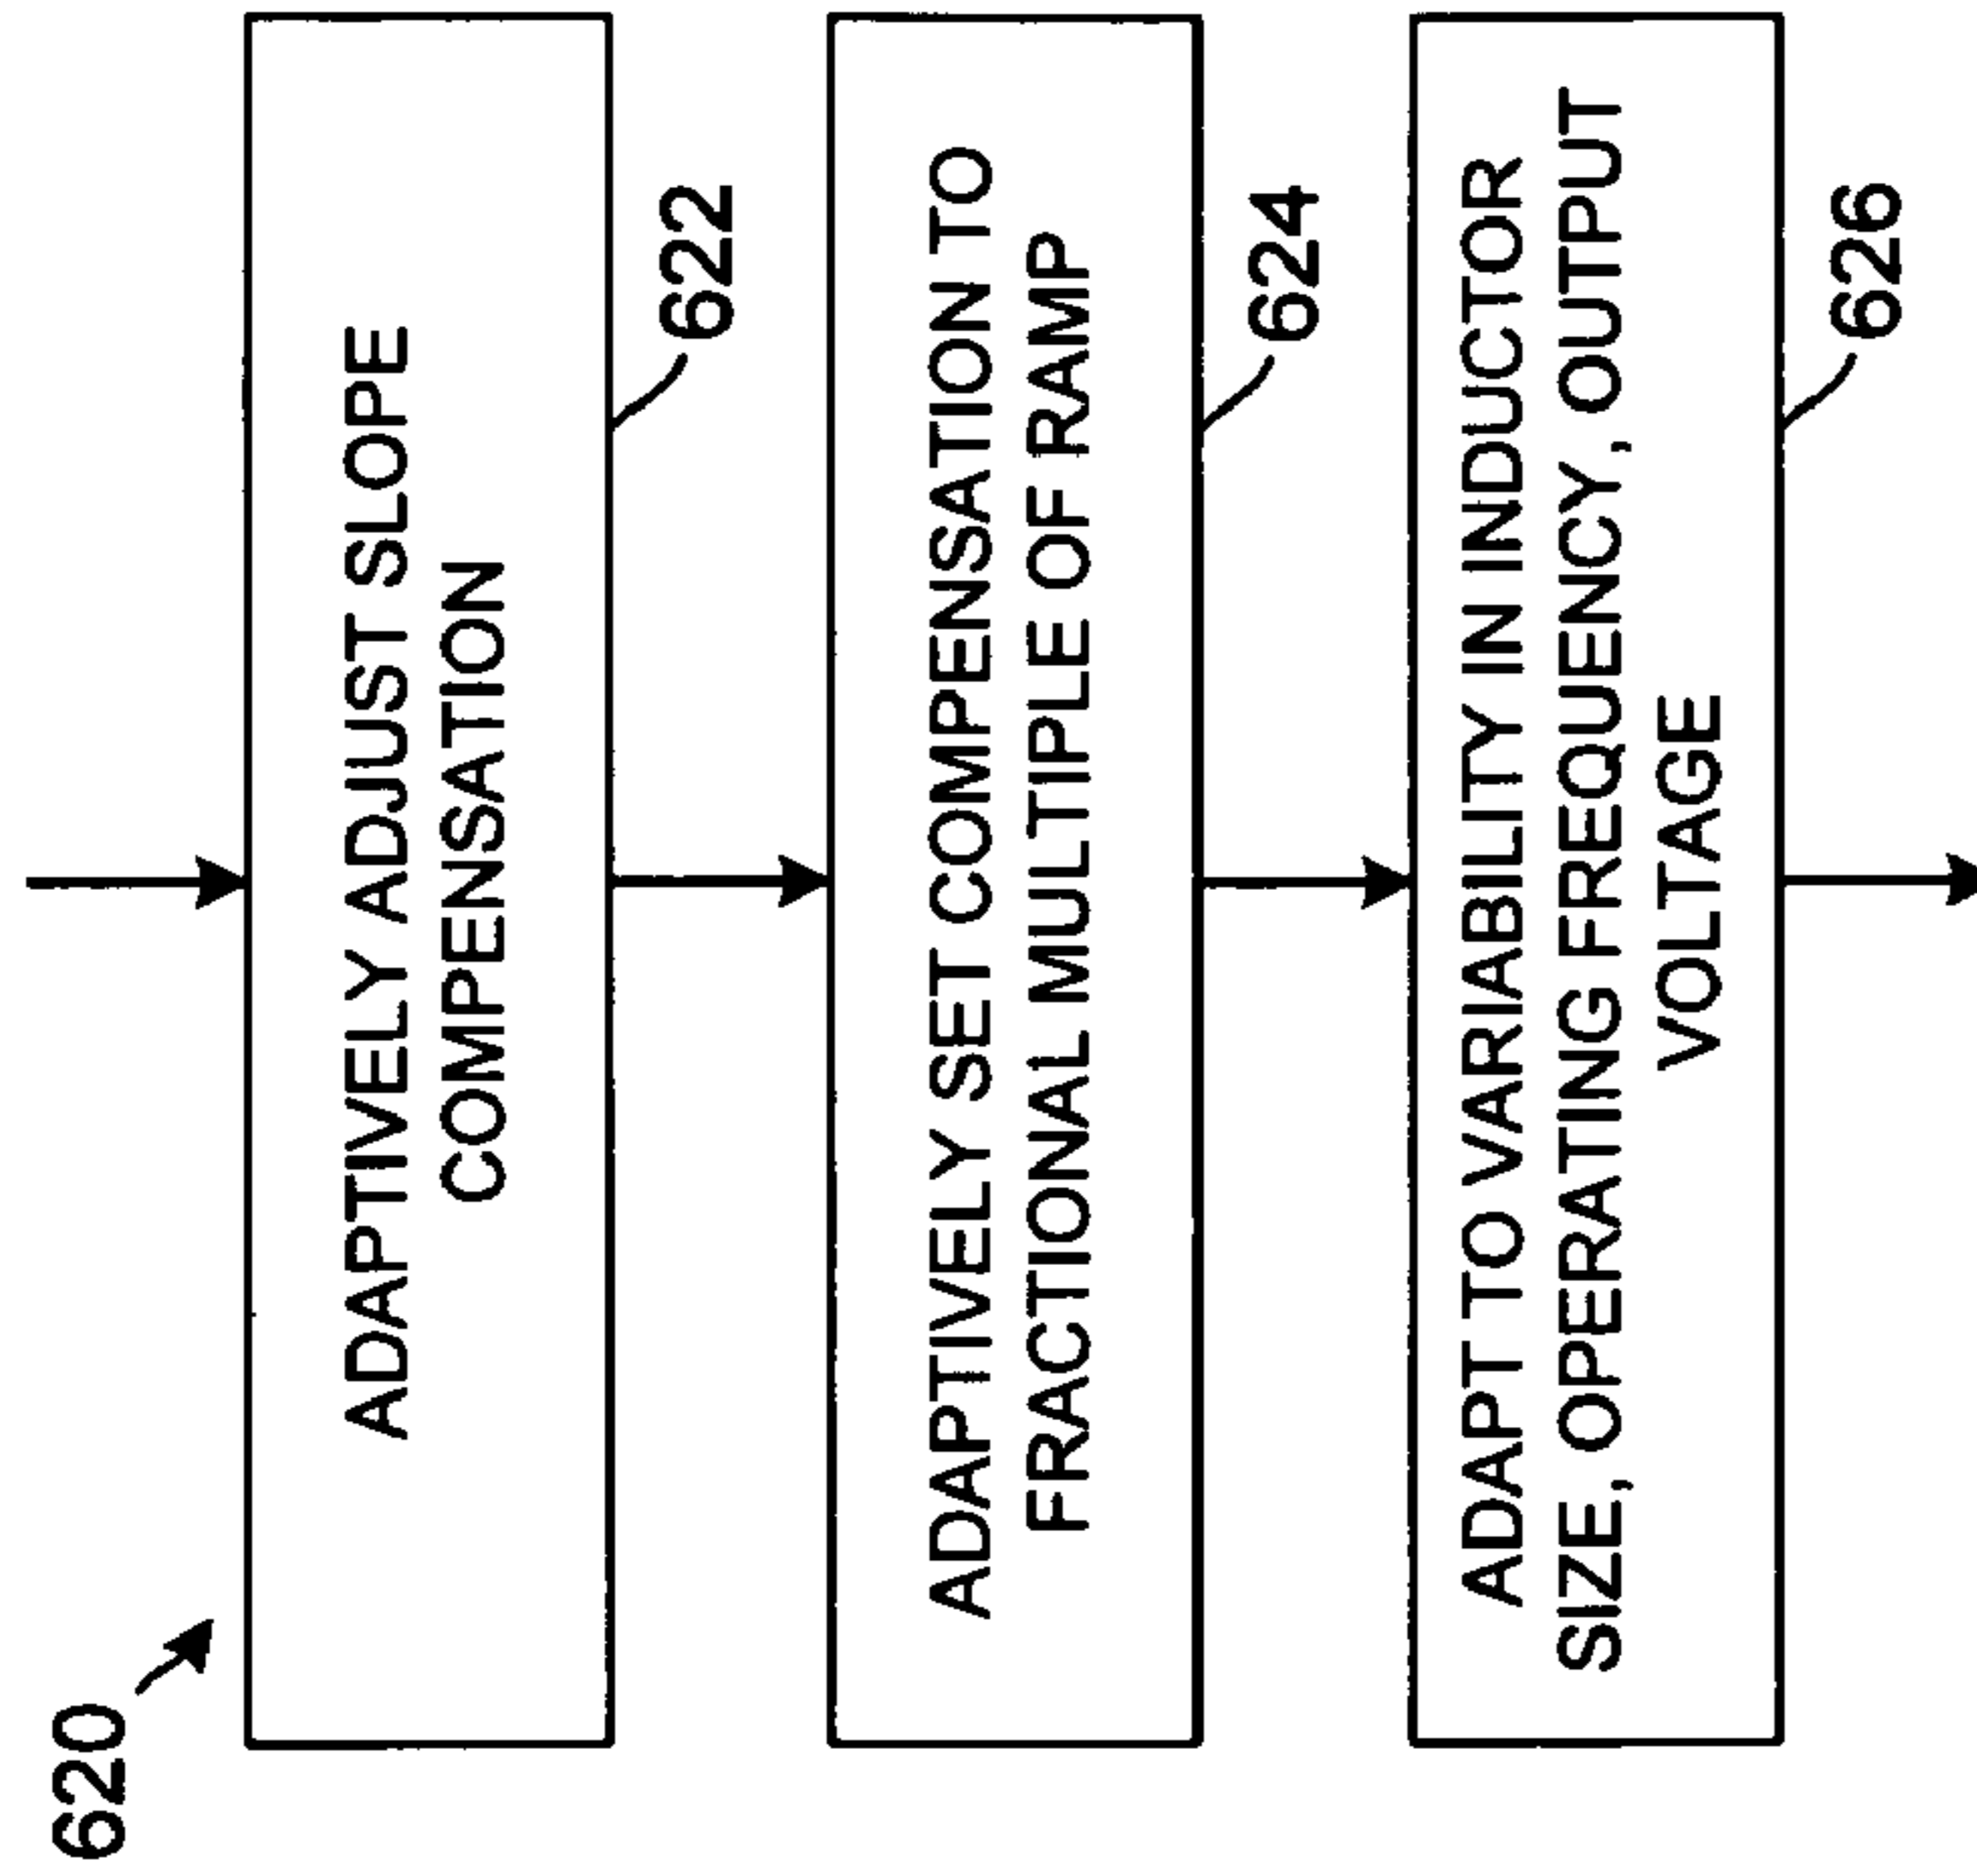 620
ADAPTIVELY ADJUST SLOPE
COMPENSATION
622
ADAPTIVELY SET COMPENSATION TO
FRACTIONAL MULTIPLE OF RAMP
624
ADAPT TO VARIABILITY IN INDUCTOR
SIZE, OPERATING FREQUENCY, OUTPUT
VOLTAGE
626